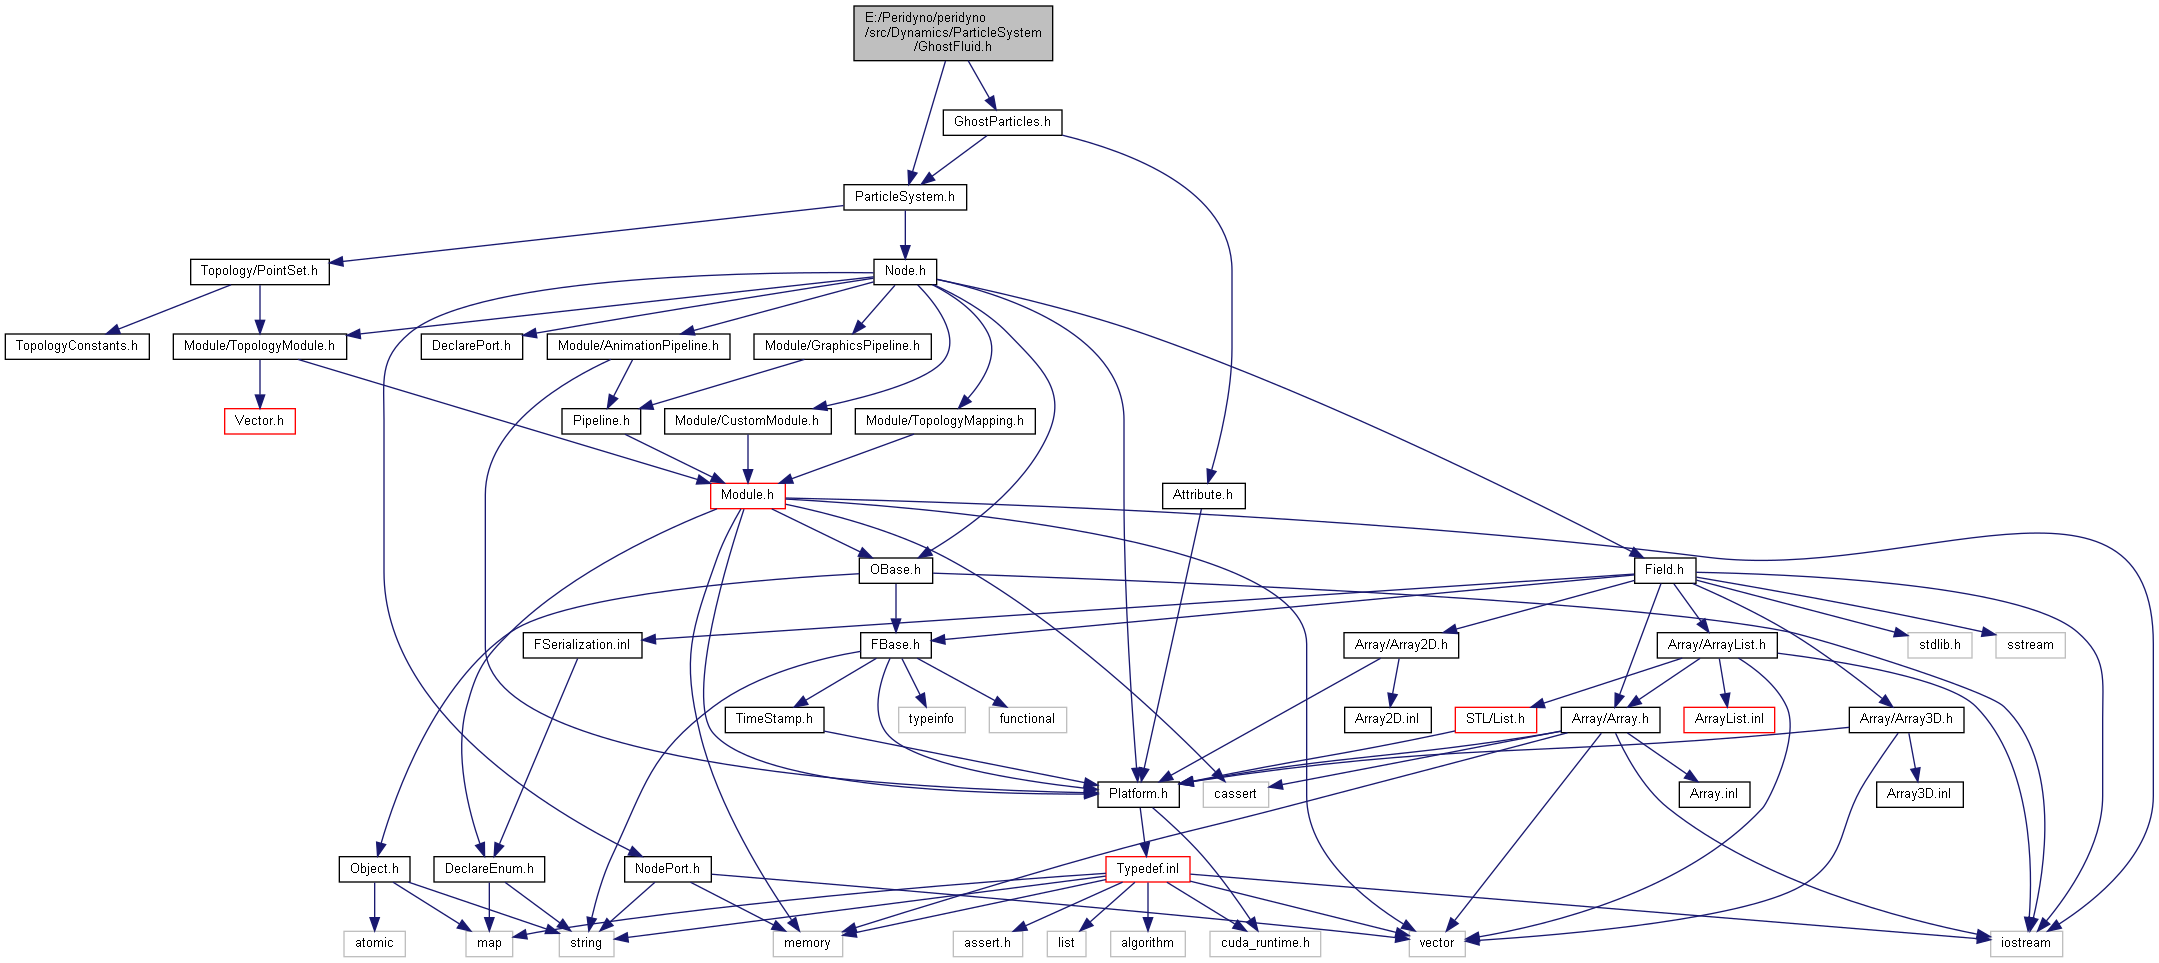 E:/Peridyno/peridyno
/src/Dynamics/ParticleSystem
/GhostFluid.h
GhostParticles.h
ParticleSystem.h
Topology/PointSet.h
Node.h
TopologyConstants.h
Module/TopologyModule.h
DeclarePort.h
Module/AnimationPipeline.h
Module/GraphicsPipeline.h
Vector.h
Pipeline.h
Module/CustomModule.h
Module/TopologyMapping.h
Module.h
Attribute.h
OBase.h
Field.h
FSerialization.inl
FBase.h
Array/Array2D.h
Array/ArrayList.h
stdlib.h
sstream
TimeStamp.h
typeinfo
functional
Array2D.inl
STL/List.h
Array/Array.h
ArrayList.inl
Array/Array3D.h
Platform.h
cassert
Array.inl
Array3D.inl
Object.h
DeclareEnum.h
NodePort.h
Typedef.inl
atomic
map
string
memory
assert.h
list
algorithm
cuda_runtime.h
vector
iostream